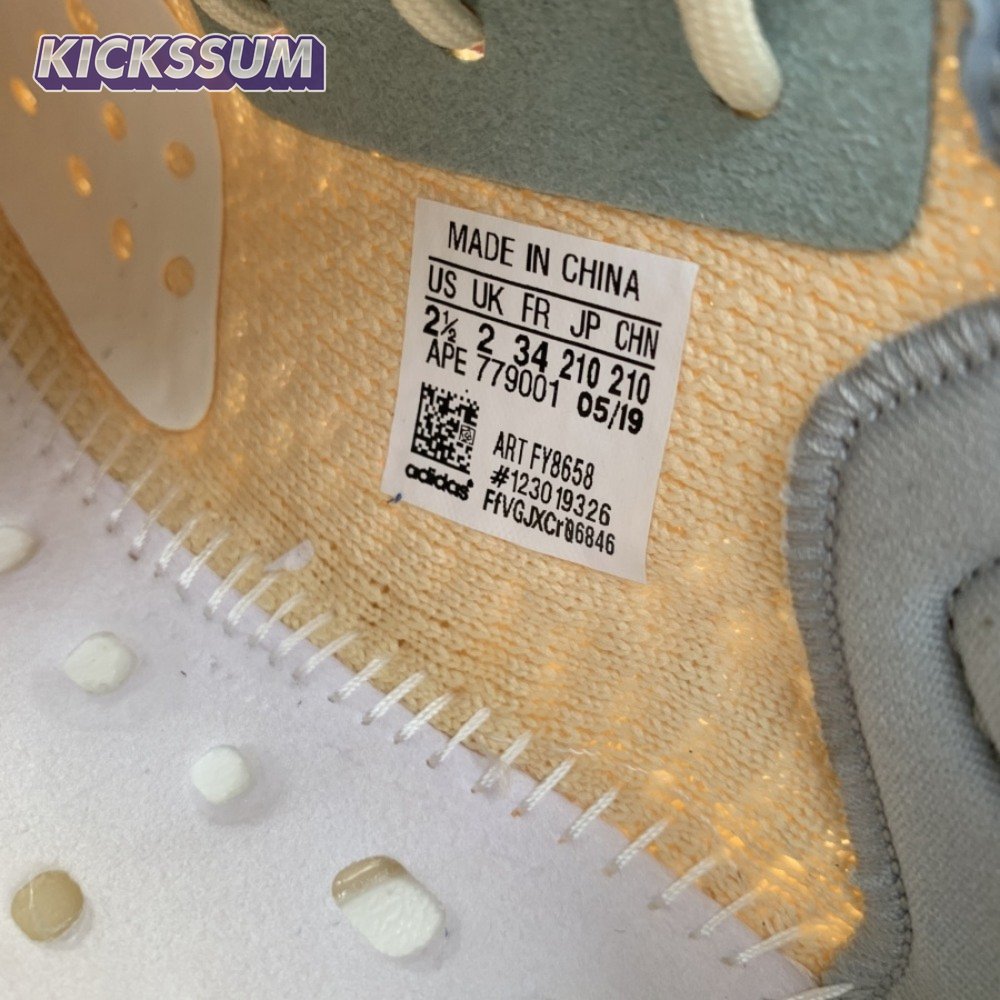 KICKSSUM
MADE IN CHINA
US UK FR JP CHN
2½ 2 34 210 210
APE 779001 05/19
ART FY8658
#123019326
adidas